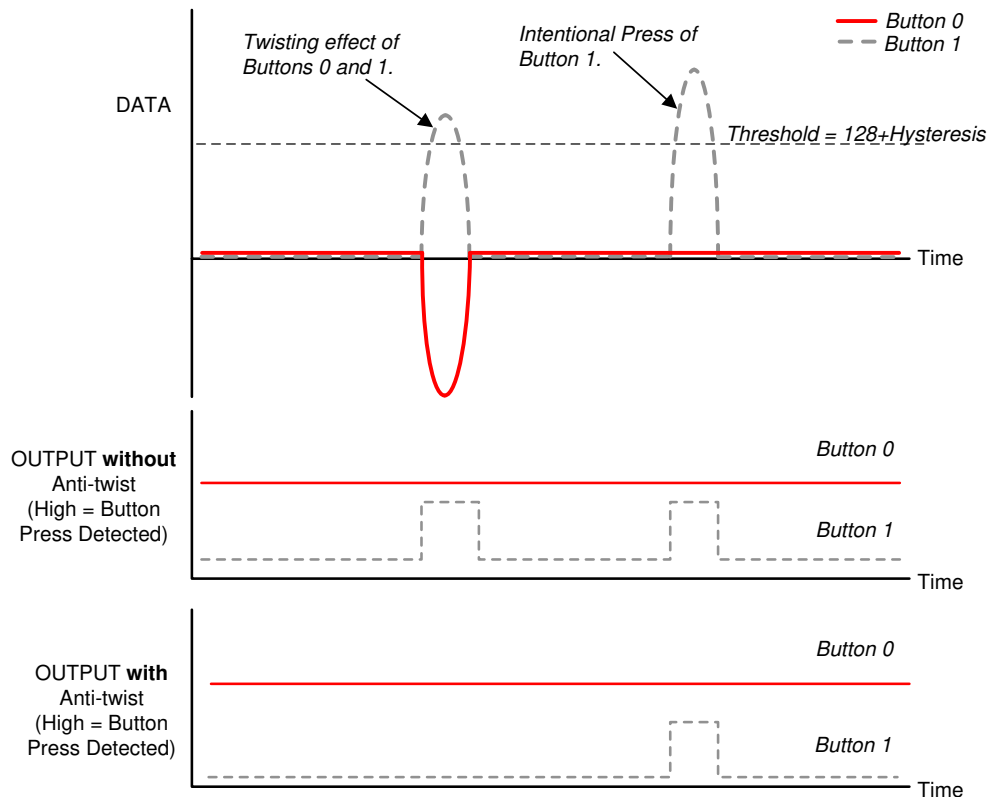 Button 0
Button 1
Twisting effect of
Buttons 0 and 1.
Intentional Press of
Button 1.
DATA
Threshold = 128+Hysteresis
Time
OUTPUT without
Anti-twist
(High = Button
Press Detected)
Button 0
Button 1
Time
OUTPUT with
Anti-twist
(High = Button
Press Detected)
Button 0
Button 1
Time